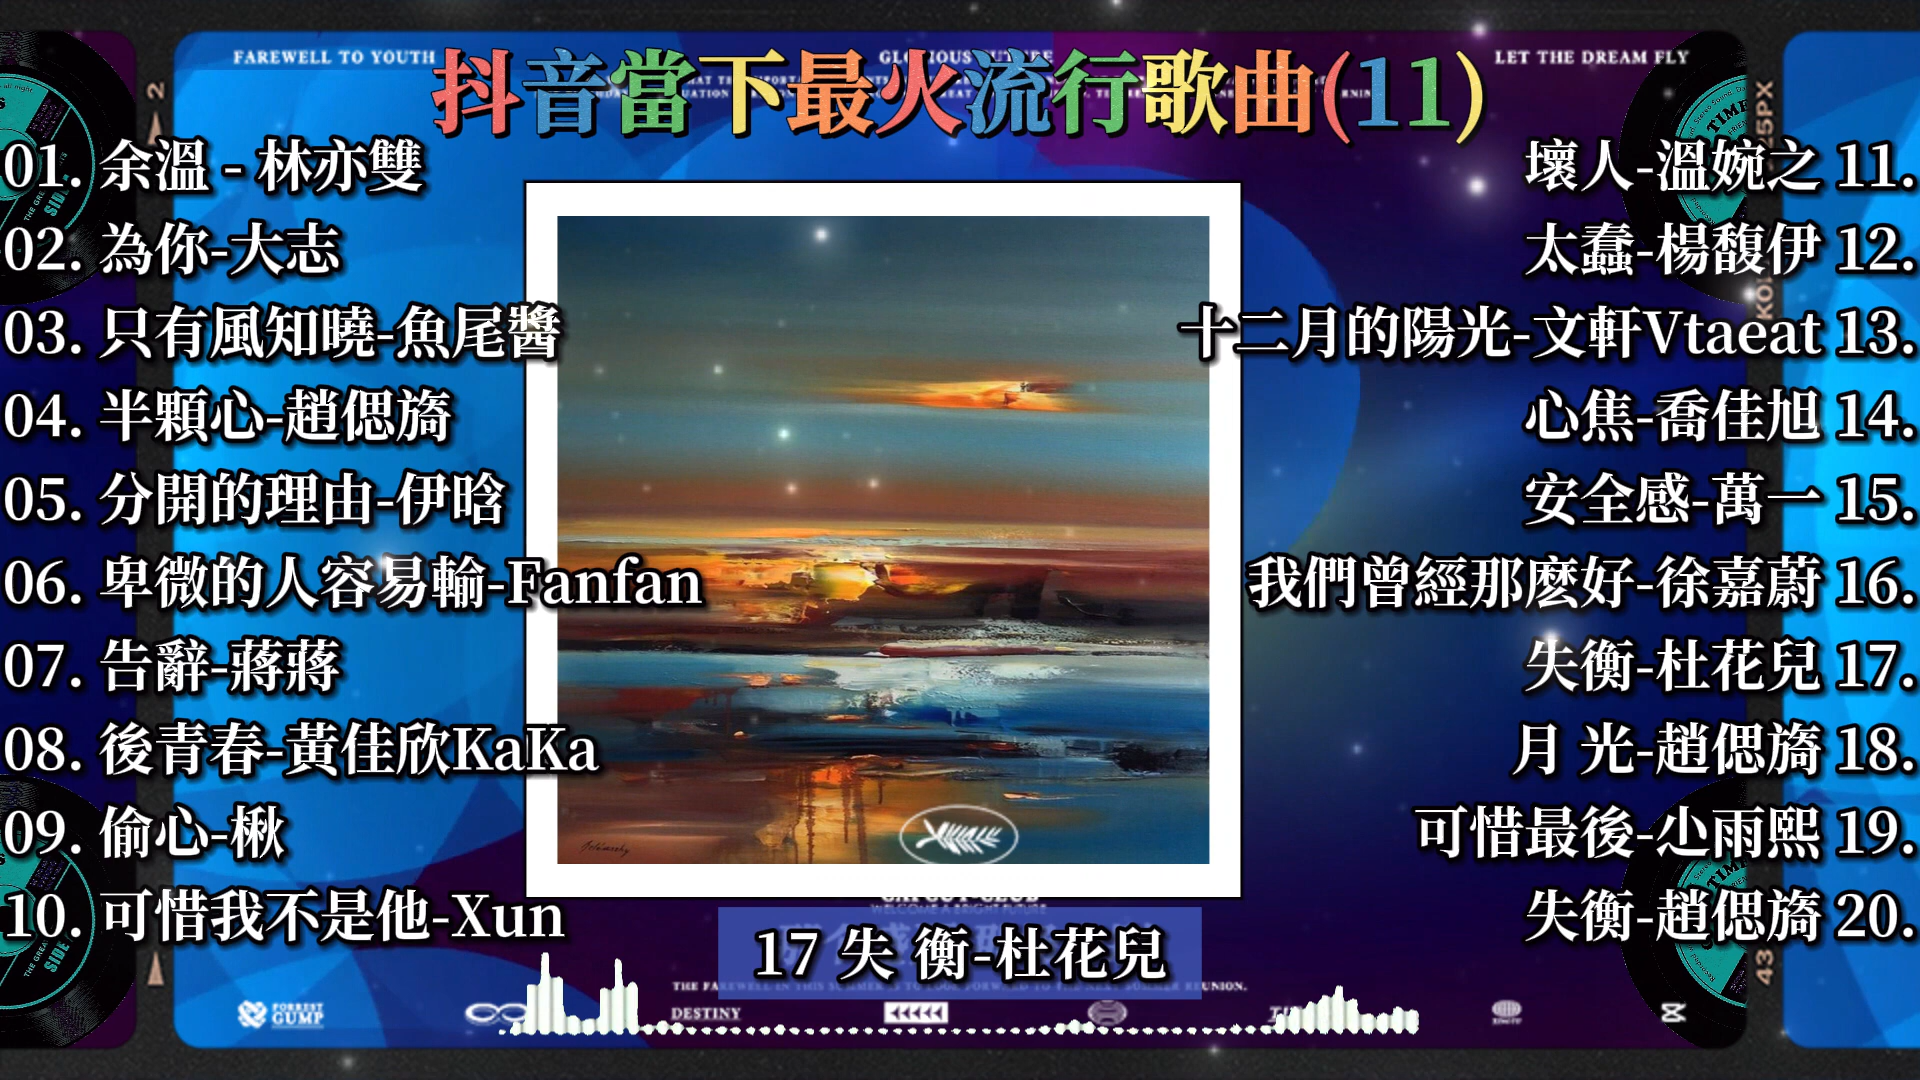 FAREWELL TO YOUTH
LET THE DREAM FLY
抖音當下最火流行歌曲(11)
01. 余溫 - 林亦雙
02. 為你-大志
03. 只有風知曉-魚尾醬
04. 半顆心-趙偲旖
05. 分開的理由-伊晗
06. 卑微的人容易輸-Fanfan
07. 告辭-蔣蔣
08. 後青春-黃佳欣KaKa
09. 偷心-楸
10. 可惜我不是他-Xun
壞人-溫婉之 11.
太蠢-楊馥伊 12.
十二月的陽光-文軒Vtaeat 13.
心焦-喬佳旭 14.
安全感-萬一 15.
我們曾經那麽好-徐嘉蔚 16.
失衡-杜花兒 17.
月 光-趙偲旖 18.
可惜最後-尐雨熙 19.
失衡-趙偲旖 20.
17 失 衡-杜花兒
FORREST
GUMP
DESTINY